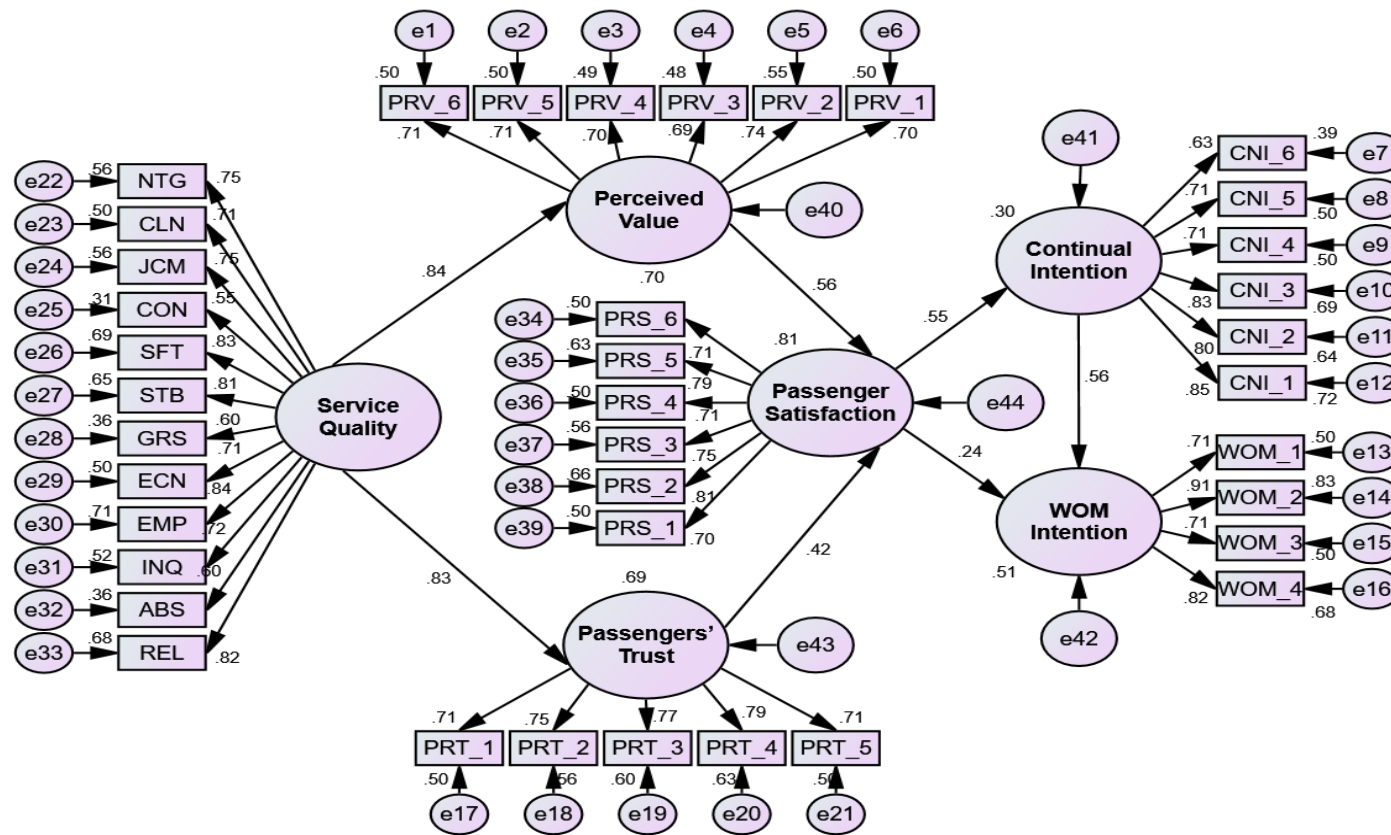 e1 e2 e3 e4 e5 e6
.50 .50 .49 .48 .55 .50
PRV_6 PRV_5 PRV_4 PRV_3 PRV_2 PRV_1
.71 .71 .70 .69 .74 .70
Perceived
Value
e40
.70
e22 .56 NTG .75
e23 .50 CLN .71
e24 .56 JCM .75
e25 .31 CON .55
e26 .69 SFT .83
e27 .65 STB .81
e28 .36 GRS .60
e29 .50 ECN .71
e30 .71 EMP .84
e31 .52 INQ .72
e32 .36 ABS .60
e33 .68 REL .82
Service
Quality
.84
.83
.56
e34 .50 PRS_6 .71
e35 .63 PRS_5 .79
e36 .50 PRS_4 .71
e37 .56 PRS_3 .75
e38 .66 PRS_2 .81
e39 .50 PRS_1 .70
.81
Passenger
Satisfaction
e44
.55
.24
.42
e41
.30
Continual
Intention
.63 CNI_6 .39 e7
.71 CNI_5 .50 e8
.71 CNI_4 .50 e9
.83 CNI_3 .69 e10
.80 CNI_2 .64 e11
.85 CNI_1 .72 e12
.56
WOM
Intention
.51
e42
.71 WOM_1 .50 e13
.91 WOM_2 .83 e14
.71 WOM_3 .50 e15
.82 WOM_4 .68 e16
.69
Passengers’
Trust
e43
.71 .75 .77 .79 .71
PRT_1 PRT_2 PRT_3 PRT_4 PRT_5
.50 .56 .60 .63 .50
e17 e18 e19 e20 e21